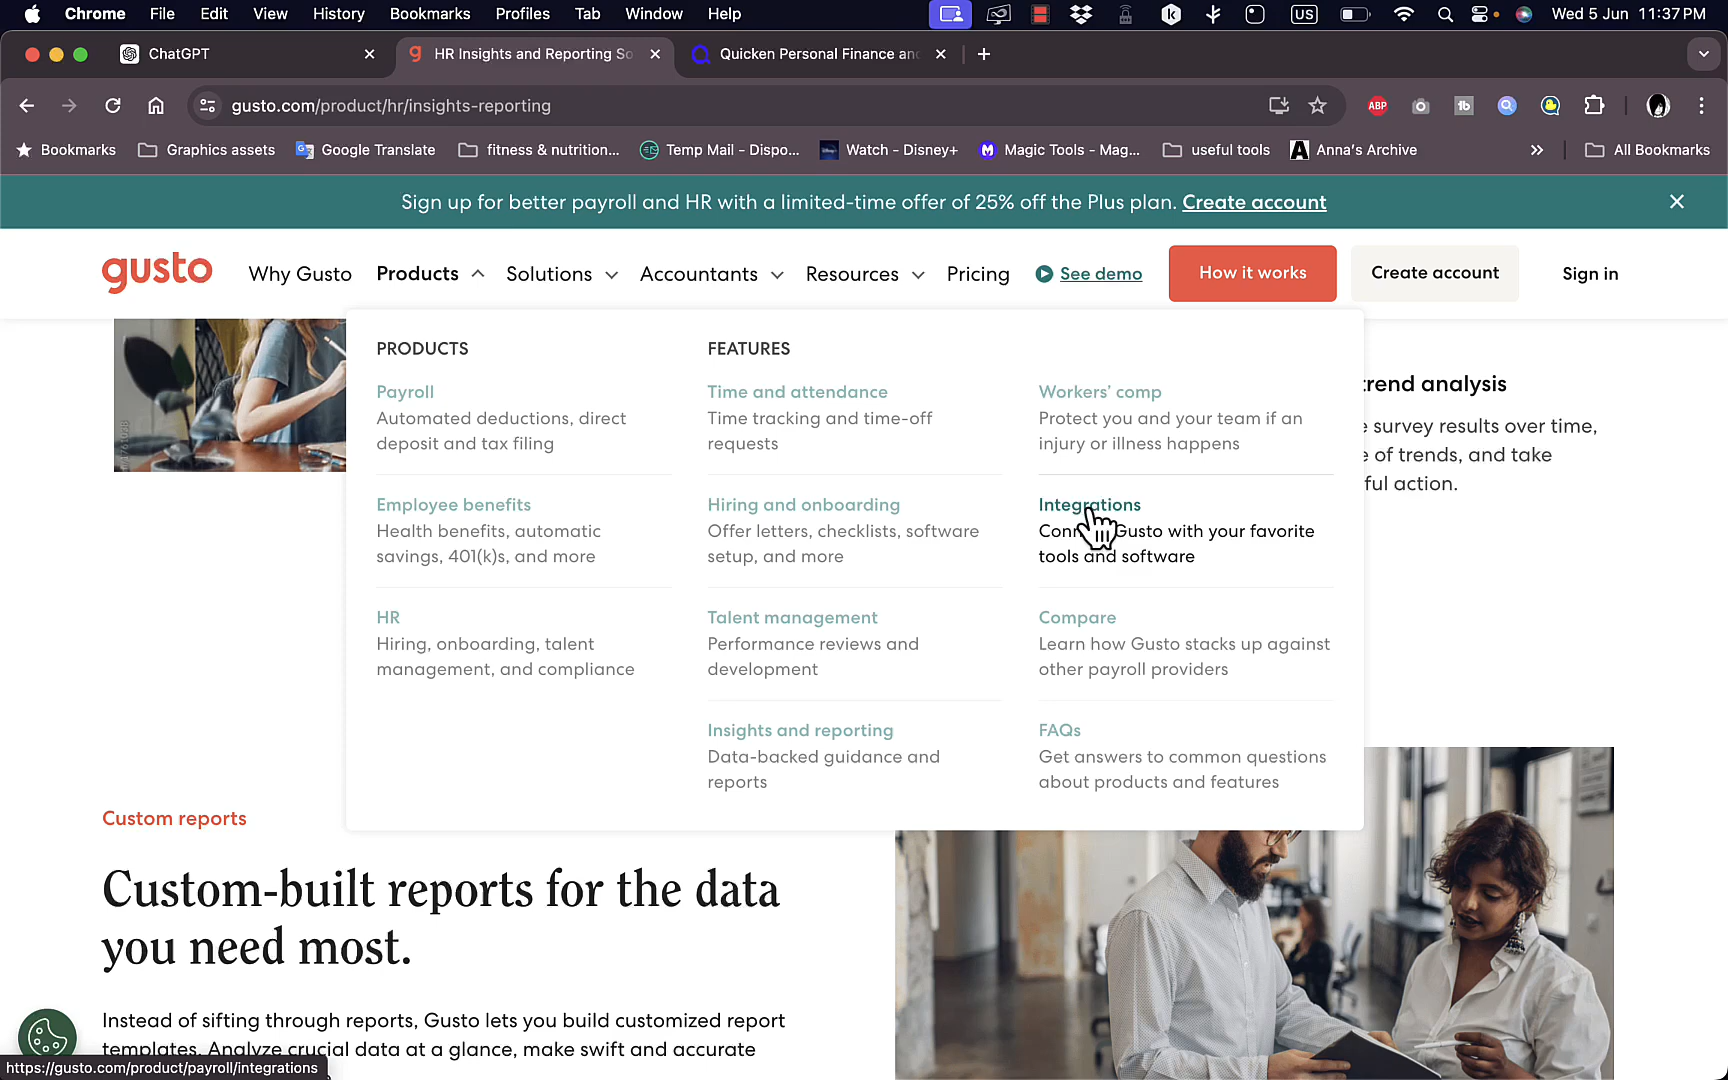 Chrome File Edit View History Bookmarks Profiles Tab Window Help US Wed 5 Jun 11:37 PM
ChatGPT HR Insights and Reporting So Quicken Personal Finance an
gusto.com/product/hr/insights-reporting ABP tb
Bookmarks Graphics assets Google Translate fitness & nutrition... Temp Mail - Dispo... Watch - Disney+ Magic Tools - Mag... useful tools Anna's Archive All Bookmarks
Sign up for better payroll and HR with a limited-time offer of 25% off the Plus plan. Create account
gusto Why Gusto Products Solutions Accountants Resources Pricing See demo How it works Create account Sign in
PRODUCTS
Payroll
Automated deductions, direct
deposit and tax filing
Employee benefits
Health benefits, automatic
savings, 401(k)s, and more
HR
Hiring, onboarding, talent
management, and compliance
FEATURES
Time and attendance
Time tracking and time-off
requests
Hiring and onboarding
Offer letters, checklists, software
setup, and more
Talent management
Performance reviews and
development
Insights and reporting
Data-backed guidance and
reports
Workers' comp
Protect you and your team if an
injury or illness happens
Integrations
Gusto with your favorite
tools and software
Compare
Learn how Gusto stacks up against
other payroll providers
FAQs
Get answers to common questions
about products and features
trend analysis
survey results over time,
of trends, and take
ful action.
Custom reports
Custom-built reports for the data
you need most.
Instead of sifting through reports, Gusto lets you build customized report
templates. Analyze crucial data at a glance, make swift and accurate
https://gusto.com/product/payroll/integrations